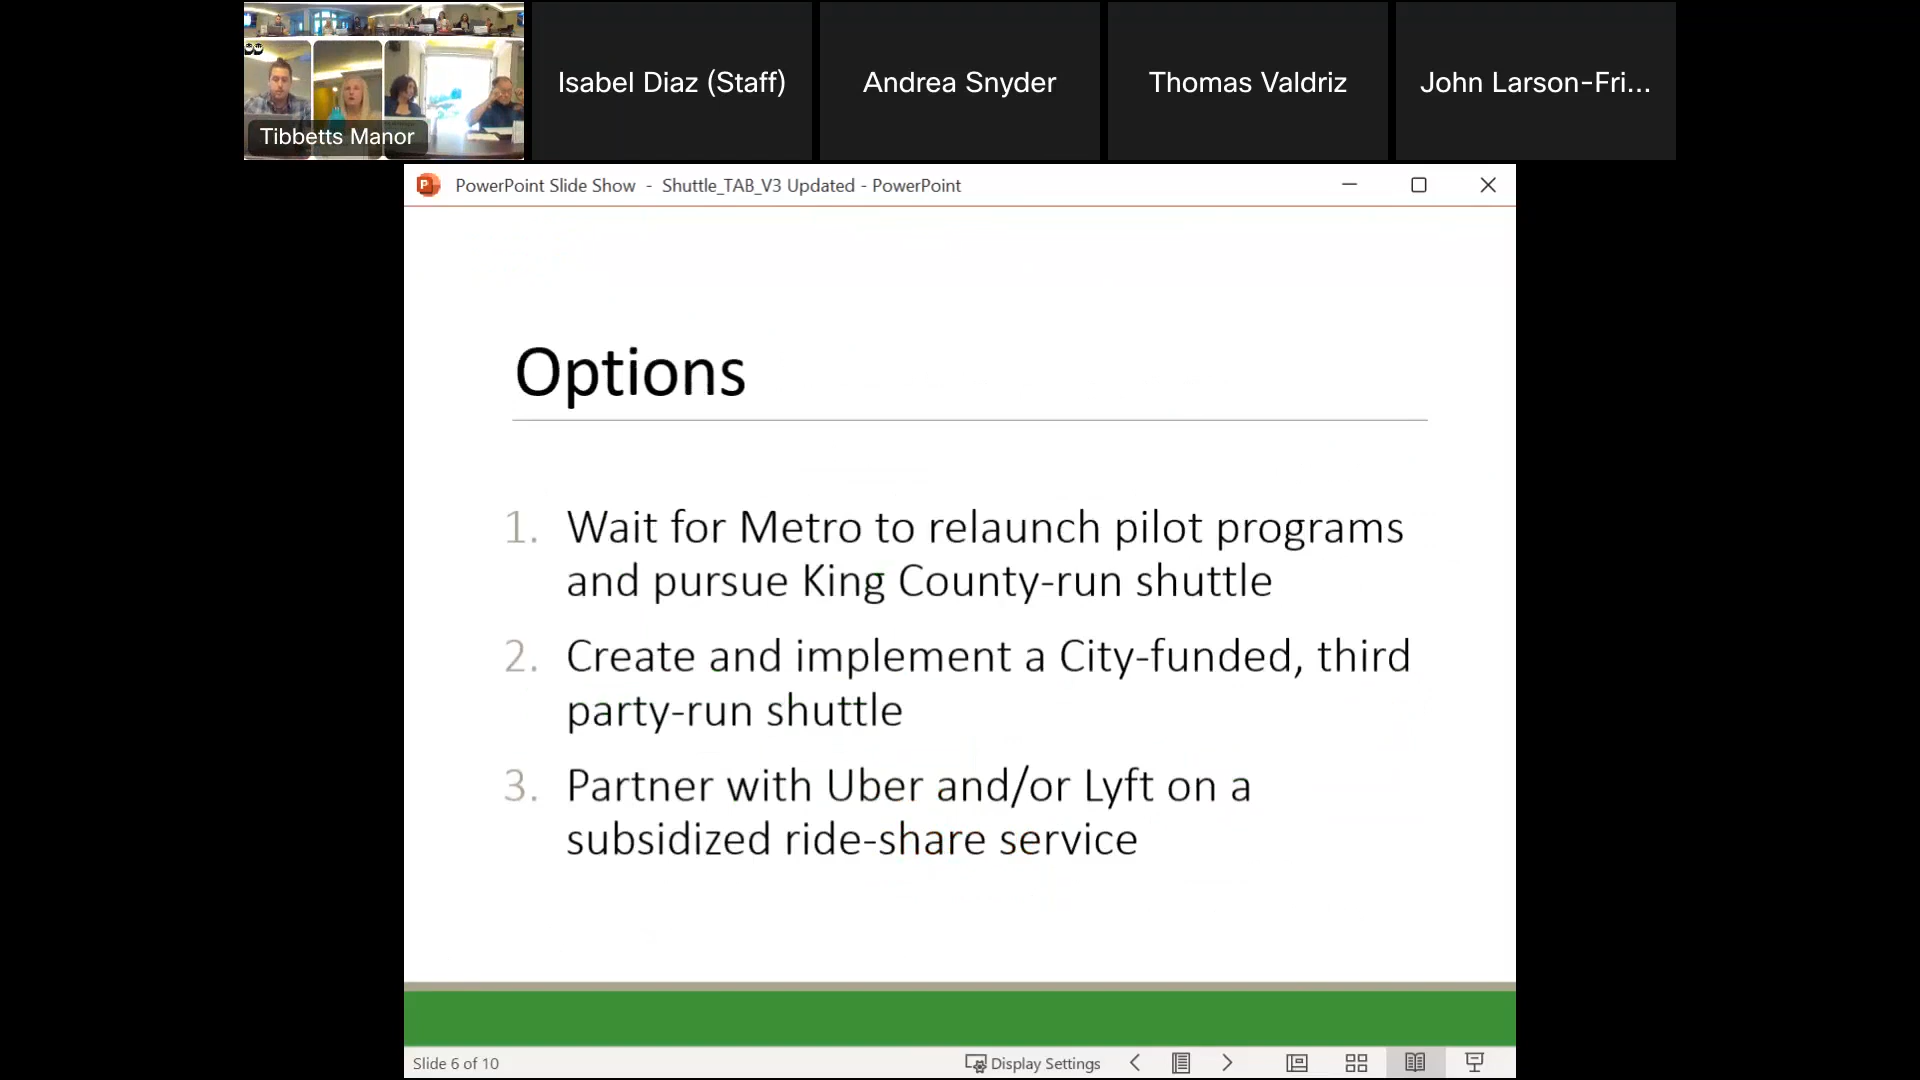 Tibbetts Manor
Isabel Diaz (Staff)
Andrea Snyder
Thomas Valdriz
John Larson-Fri...
PowerPoint Slide Show - Shuttle_TAB_V3 Updated - PowerPoint
Options
1. Wait for Metro to relaunch pilot programs
and pursue King County-run shuttle
2. Create and implement a City-funded, third
party-run shuttle
3. Partner with Uber and/or Lyft on a
subsidized ride-share service
Slide 6 of 10
Display Settings